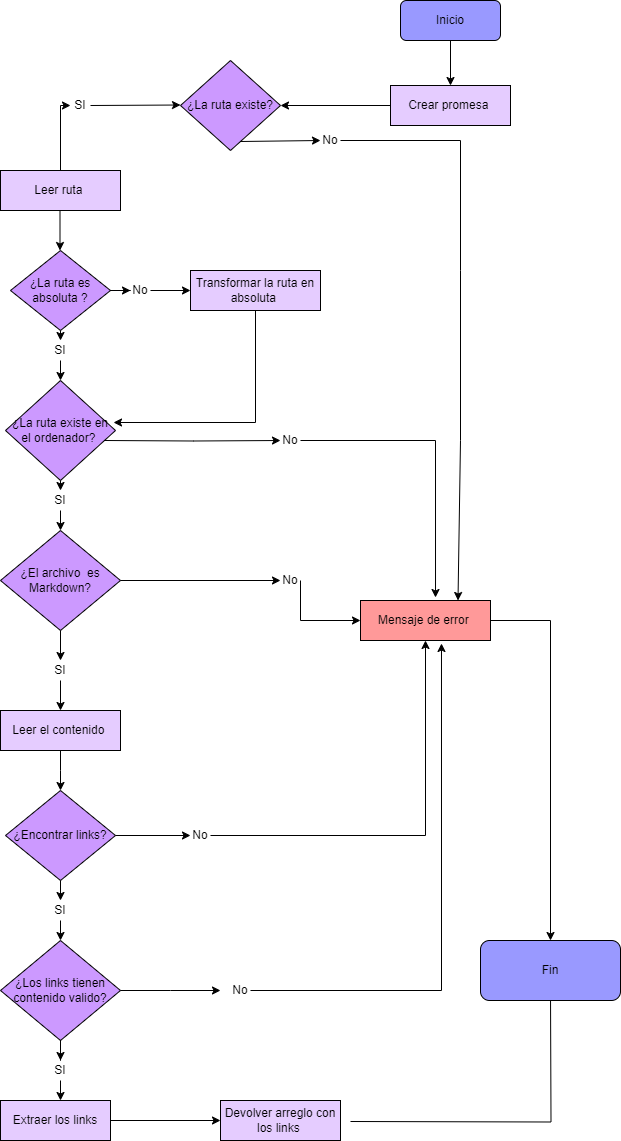 Inicio
Crear promesa
¿La ruta existe?
SI
No
Leer ruta
¿La ruta es
absoluta ?
No
Transformar la ruta en
absoluta
SI
¿La ruta existe en
el ordenador?
No
SI
¿El archivo es
Markdown?
No
Mensaje de error
SI
Leer el contenido
¿Encontrar links?
No
SI
¿Los links tienen
contenido valido?
No
Fin
SI
Extraer los links
Devolver arreglo con
los links